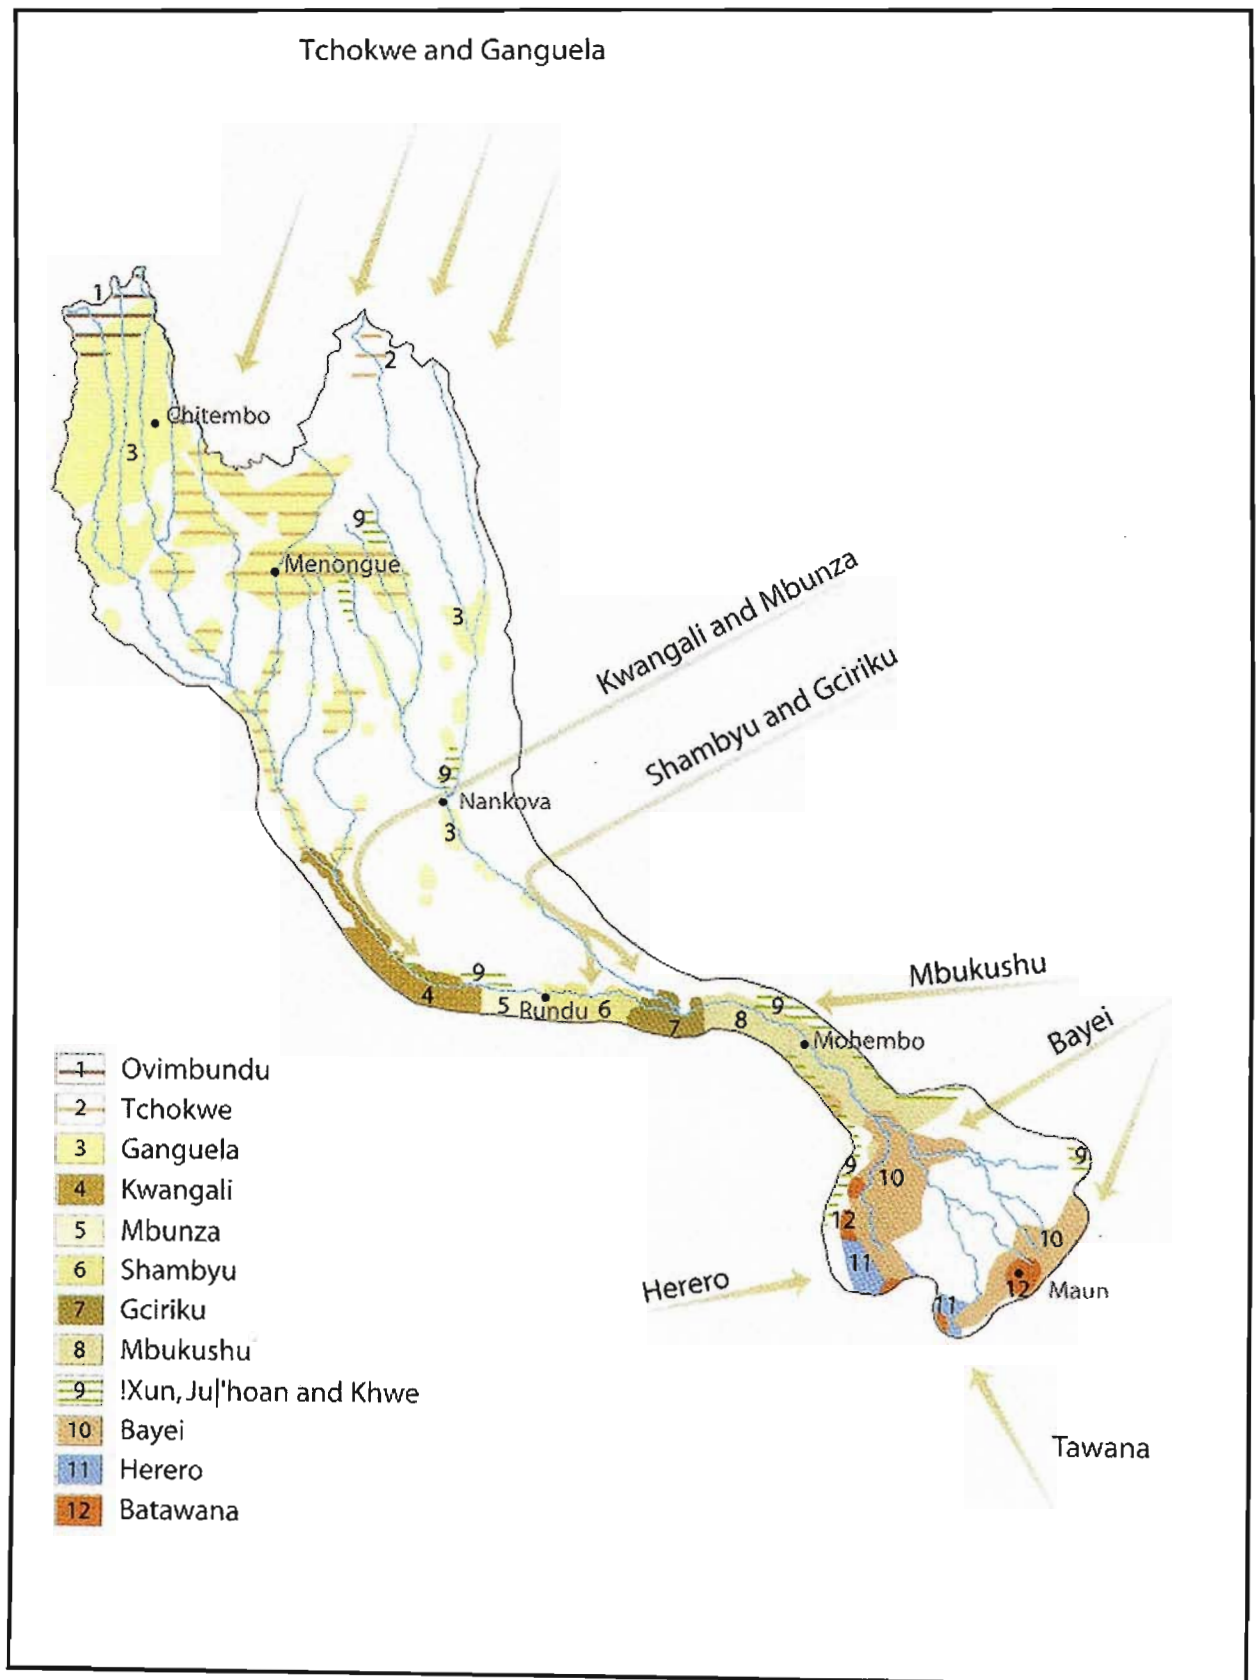 Tchokwe and Ganguela
1
2
Chitembo
3
9
Menongue
3
Kwangali and Mbunza
Shambyu and Gciriku
9
Nankova
3
Mbukushu
9
4
5
Rundu
6
7
8
9
Mohembo
Bayei
9
10
9
12
11
10
12
Maun
11
Herero
Tawana
1 Ovimbundu
2 Tchokwe
3 Ganguela
4 Kwangali
5 Mbunza
6 Shambyu
7 Gciriku
8 Mbukushu
9 !Xun, Ju|'hoan and Khwe
10 Bayei
11 Herero
12 Batawana